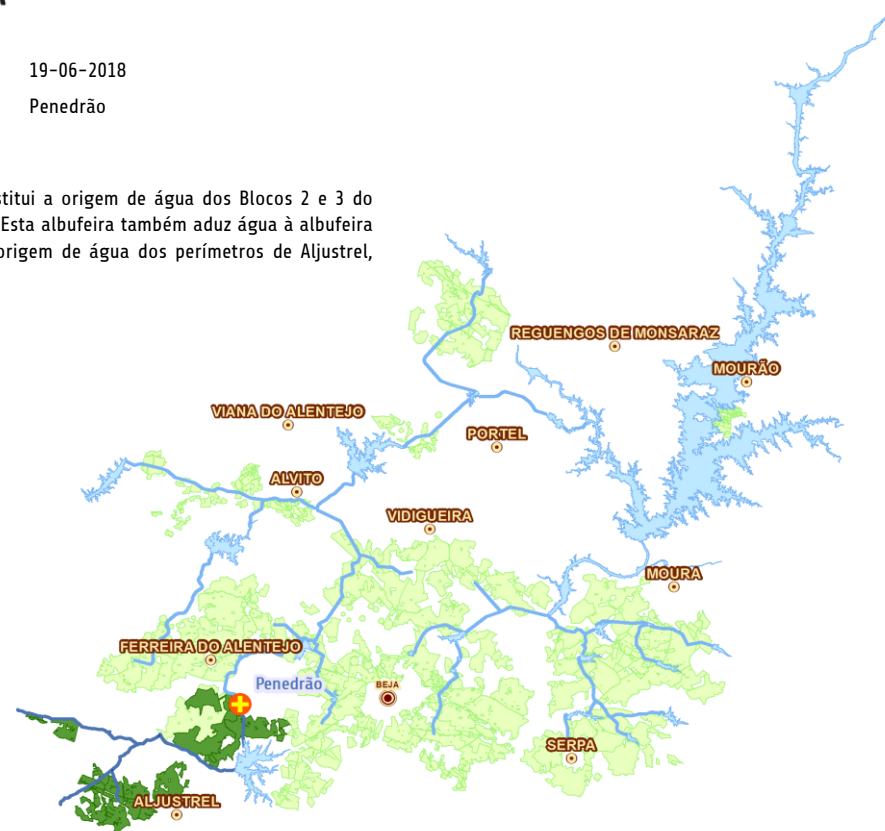 19-06-2018
Penedrão
stitui a origem de água dos Blocos 2 e 3 do
Esta albufeira também aduz água à albufeira
origem de água dos perímetros de Aljustrel,
REGUENGOS DE MONSARAZ
MOURÃO
VIANA DO ALENTEJO
PORTEL
ALVITO
VIDIGUEIRA
MOURA
FERREIRA DO ALENTEJO
Penedrão
BEJA
SERPA
ALJUSTREL